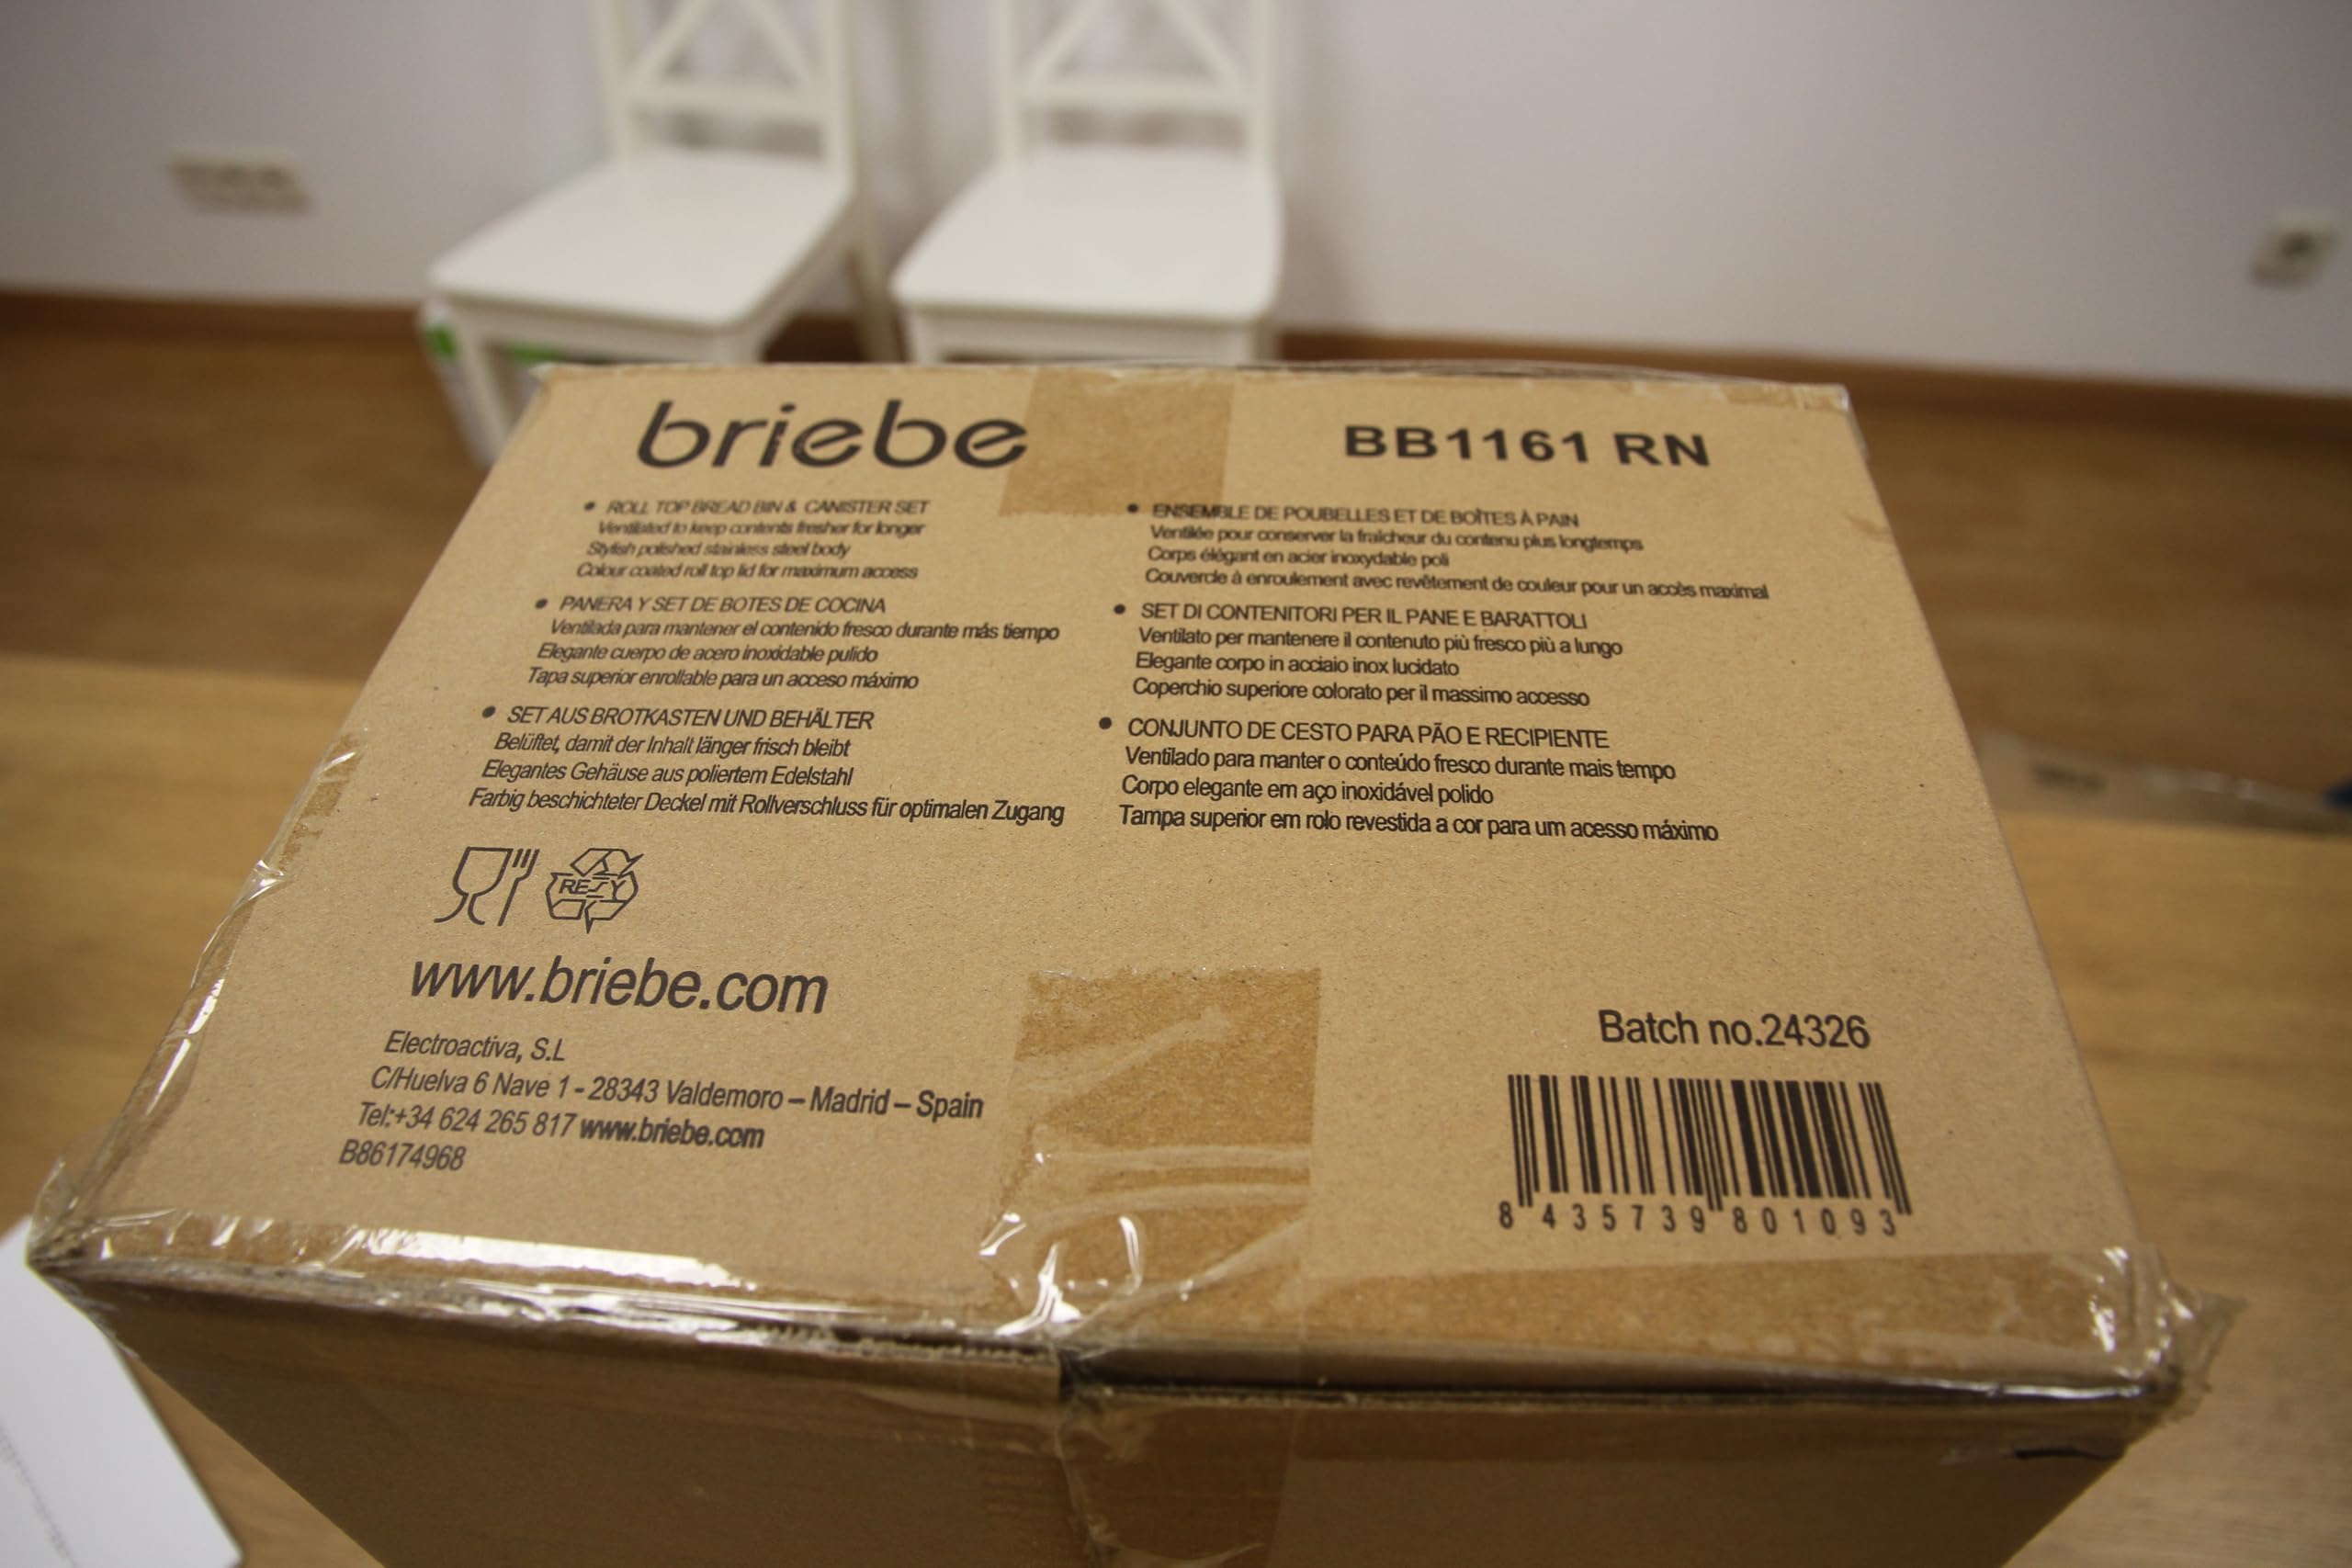 briebe
BB1161 RN
• ROLL TOP BREAD BIN & CANISTER SET
Ventilated to keep contents fresher for longer
Stylish polished stainless steel body
Colour coated roll top lid for maximum access
• PANERA Y SET DE BOTES DE COCINA
Ventilada para mantener el contenido fresco durante más tiempo
Elegante cuerpo de acero inoxidable pulido
Tapa superior enrollable para un acceso máximo
• SET AUS BROTKASTEN UND BEHÄLTER
Belüftet, damit der Inhalt länger frisch bleibt
Elegantes Gehäuse aus poliertem Edelstahl
Farbig beschichteter Deckel mit Rollverschluss für optimalen Zugang
• ENSEMBLE DE POUBELLES ET DE BOÎTES À PAIN
Ventilée pour conserver la fraîcheur du contenu plus longtemps
Corps élégant en acier inoxydable poli
Couvercle à enroulement avec revêtement de couleur pour un accès maximal
• SET DI CONTENITORI PER IL PANE E BARATTOLI
Ventilato per mantenere il contenuto più fresco più a lungo
Elegante corpo in acciaio inox lucidato
Coperchio superiore colorato per il massimo accesso
• CONJUNTO DE CESTO PARA PÃO E RECIPIENTE
Ventilado para manter o conteúdo fresco durante mais tempo
Corpo elegante em aço inoxidável polido
Tampa superior em rolo revestida a cor para um acesso máximo
RESY
www.briebe.com
Electroactiva, S.L
C/Huelva 6 Nave 1 - 28343 Valdemoro – Madrid – Spain
Tel:+34 624 265 817 www.briebe.com
B86174968
Batch no.24326
8 435739 801093